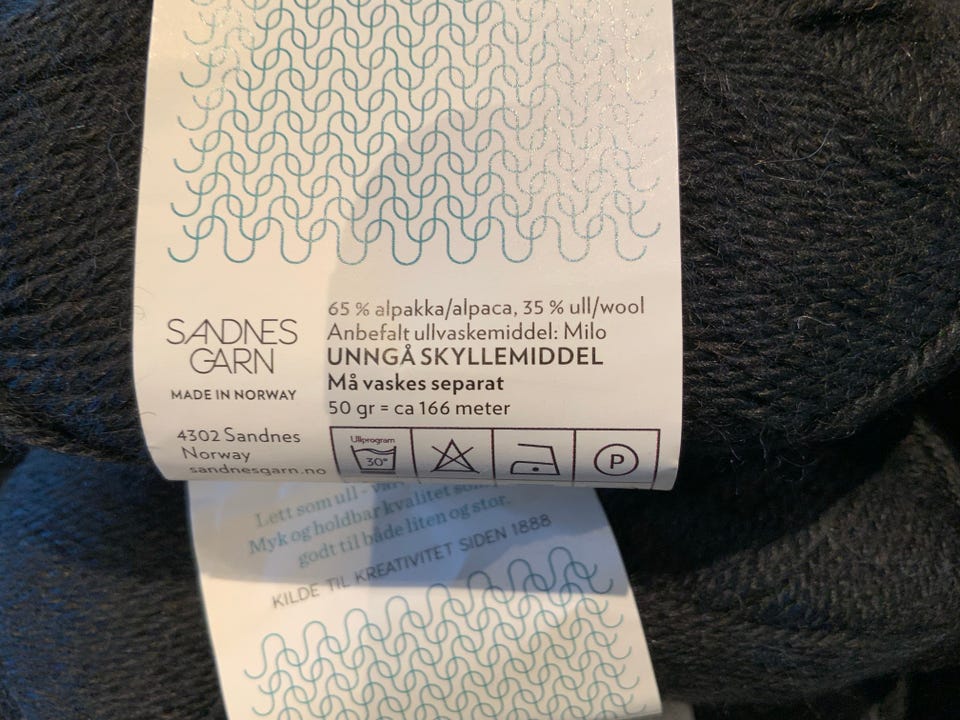 SANDNES
GARN
MADE IN NORWAY
4302 Sandnes
Norway
sandnesgarn.no
65 % alpakka/alpaca, 35 % ull/wool
Anbefalt ullvaskemiddel: Milo
UNNGÅ SKYLLEMIDDEL
Må vaskes separat
50 gr = ca 166 meter
Ullprogram
30°
P
Lett som ull -
Myk og holdbar kvalitet som
godt til både liten og stor.
KILDE TIL KREATIVITET SIDEN 1888